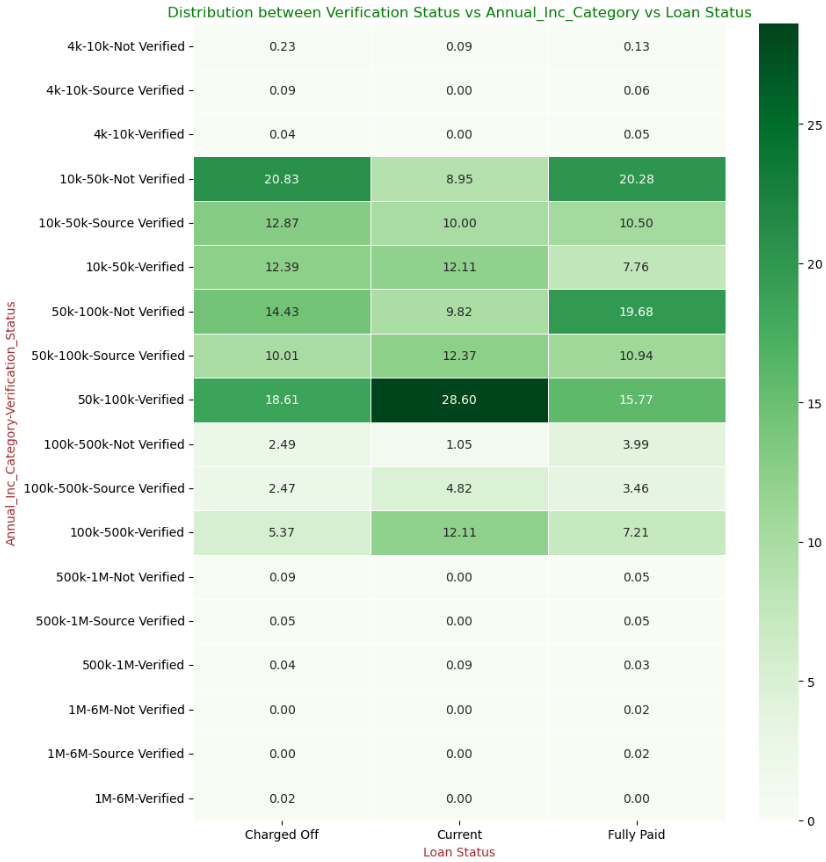 Distribution between Verification Status vs Annual_Inc_Category vs Loan Status
Annual_Inc_Category-Verification_Status
4k-10k-Not Verified 0.23 0.09 0.13
4k-10k-Source Verified 0.09 0.00 0.06
4k-10k-Verified 0.04 0.00 0.05
10k-50k-Not Verified 20.83 8.95 20.28
10k-50k-Source Verified 12.87 10.00 10.50
10k-50k-Verified 12.39 12.11 7.76
50k-100k-Not Verified 14.43 9.82 19.68
50k-100k-Source Verified 10.01 12.37 10.94
50k-100k-Verified 18.61 28.60 15.77
100k-500k-Not Verified 2.49 1.05 3.99
100k-500k-Source Verified 2.47 4.82 3.46
100k-500k-Verified 5.37 12.11 7.21
500k-1M-Not Verified 0.09 0.00 0.05
500k-1M-Source Verified 0.05 0.00 0.05
500k-1M-Verified 0.04 0.09 0.03
1M-6M-Not Verified 0.00 0.00 0.02
1M-6M-Source Verified 0.00 0.00 0.02
1M-6M-Verified 0.02 0.00 0.00
Charged Off Current Fully Paid
Loan Status
25
20
15
10
5
0